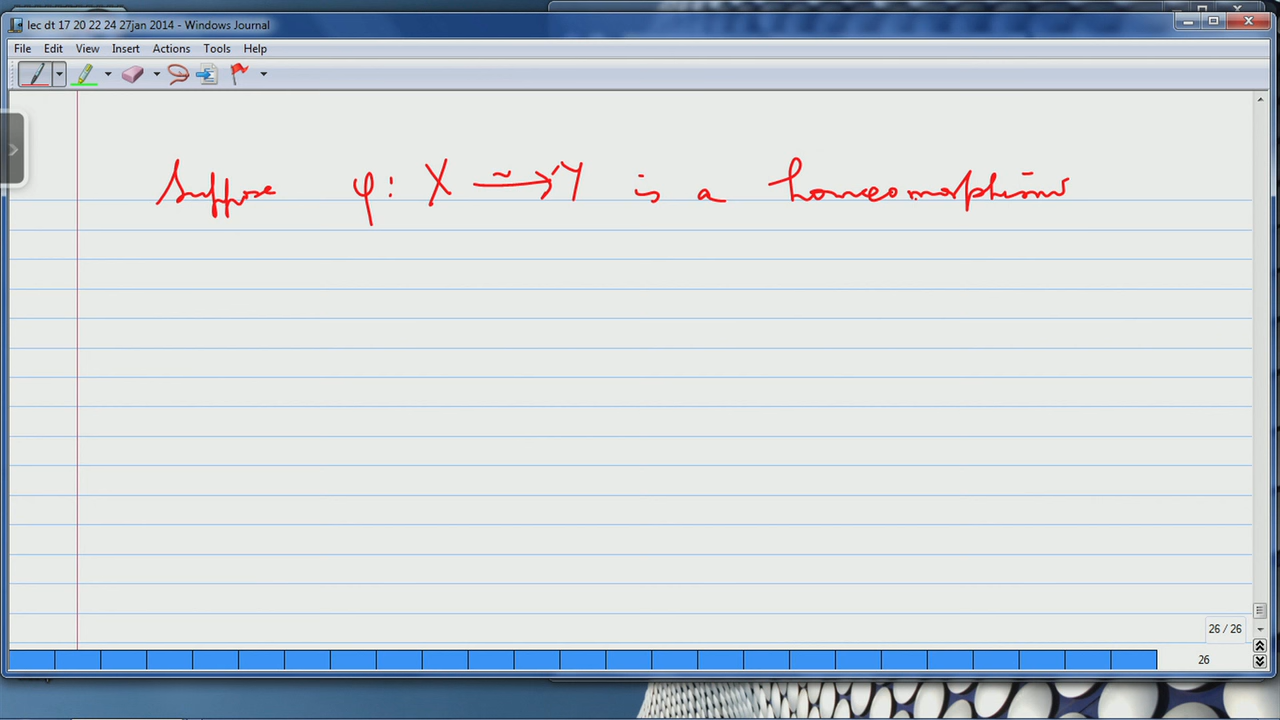 lec dt 17 20 22 24 27jan 2014 - Windows Journal
File Edit View Insert Actions Tools Help
Suppose φ: X ⥲ Y is a homeomorphism
26 / 26
26